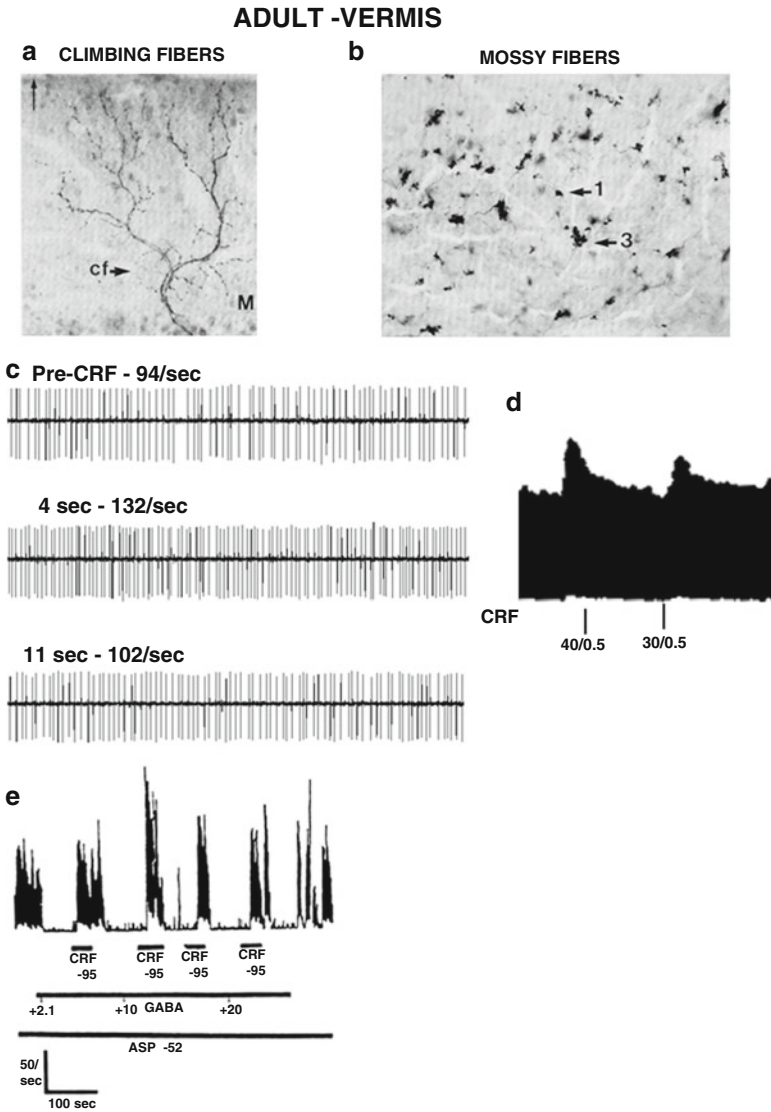 ADULT -VERMIS
a CLIMBING FIBERS
b MOSSY FIBERS
cf
M
1
3
c Pre-CRF - 94/sec
4 sec - 132/sec
11 sec - 102/sec
d
CRF
40/0.5 30/0.5
e
CRF CRF CRF CRF
-95 -95 -95 -95
+2.1 +10 GABA +20
ASP -52
50/
sec
100 sec